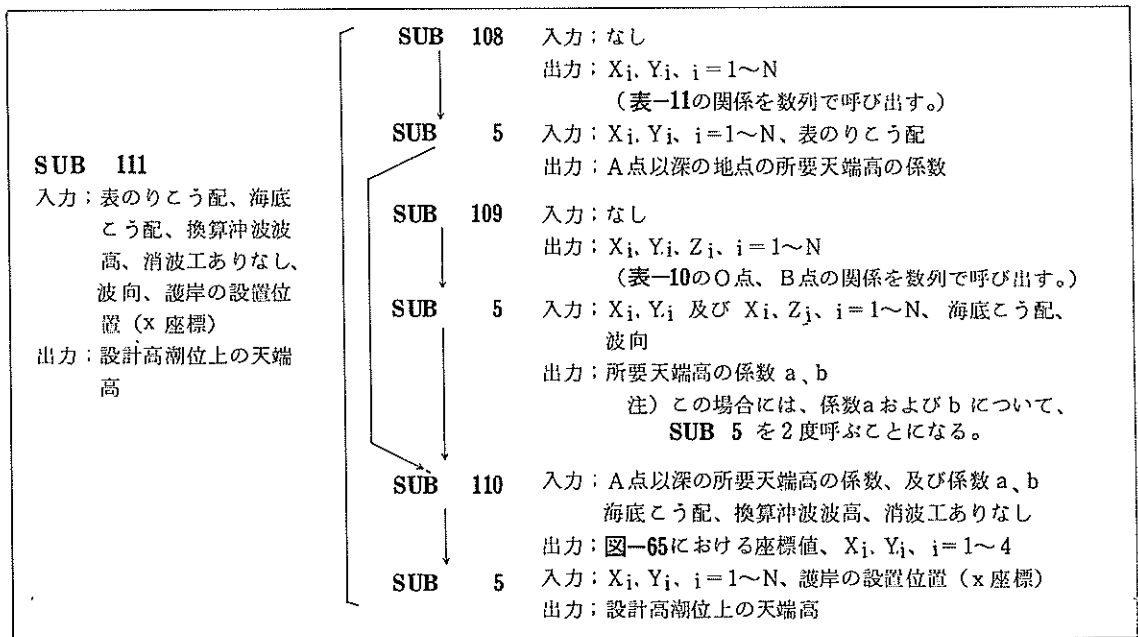 SUB 111
入力；表のりこう配、海底
こう配、換算沖波波
高、消波工ありなし、
波向、護岸の設置位
置（x 座標）
出力；設計高潮位上の天端
高
SUB 108 入力；なし
出力；Xi, Yi、i＝1〜N
（表—11の関係を数列で呼び出す。）
SUB 5 入力；Xi, Yi、i＝1〜N、表のりこう配
出力；A点以深の地点の所要天端高の係数
SUB 109 入力；なし
出力；Xi, Yi, Zi、i＝1〜N
（表—10のO点、B点の関係を数列で呼び出す。）
SUB 5 入力；Xi, Yi 及び Xi, Zi、i＝1〜N、海底こう配、
波向
出力；所要天端高の係数 a、b
注）この場合には、係数aおよびb について、
SUB 5 を2度呼ぶことになる。
SUB 110 入力；A点以深の所要天端高の係数、及び係数 a、b
海底こう配、換算沖波波高、消波工ありなし
出力；図—65における座標値、Xi, Yi、i＝1〜4
SUB 5 入力；Xi, Yi、i＝1〜N、護岸の設置位置（x 座標）
出力；設計高潮位上の天端高